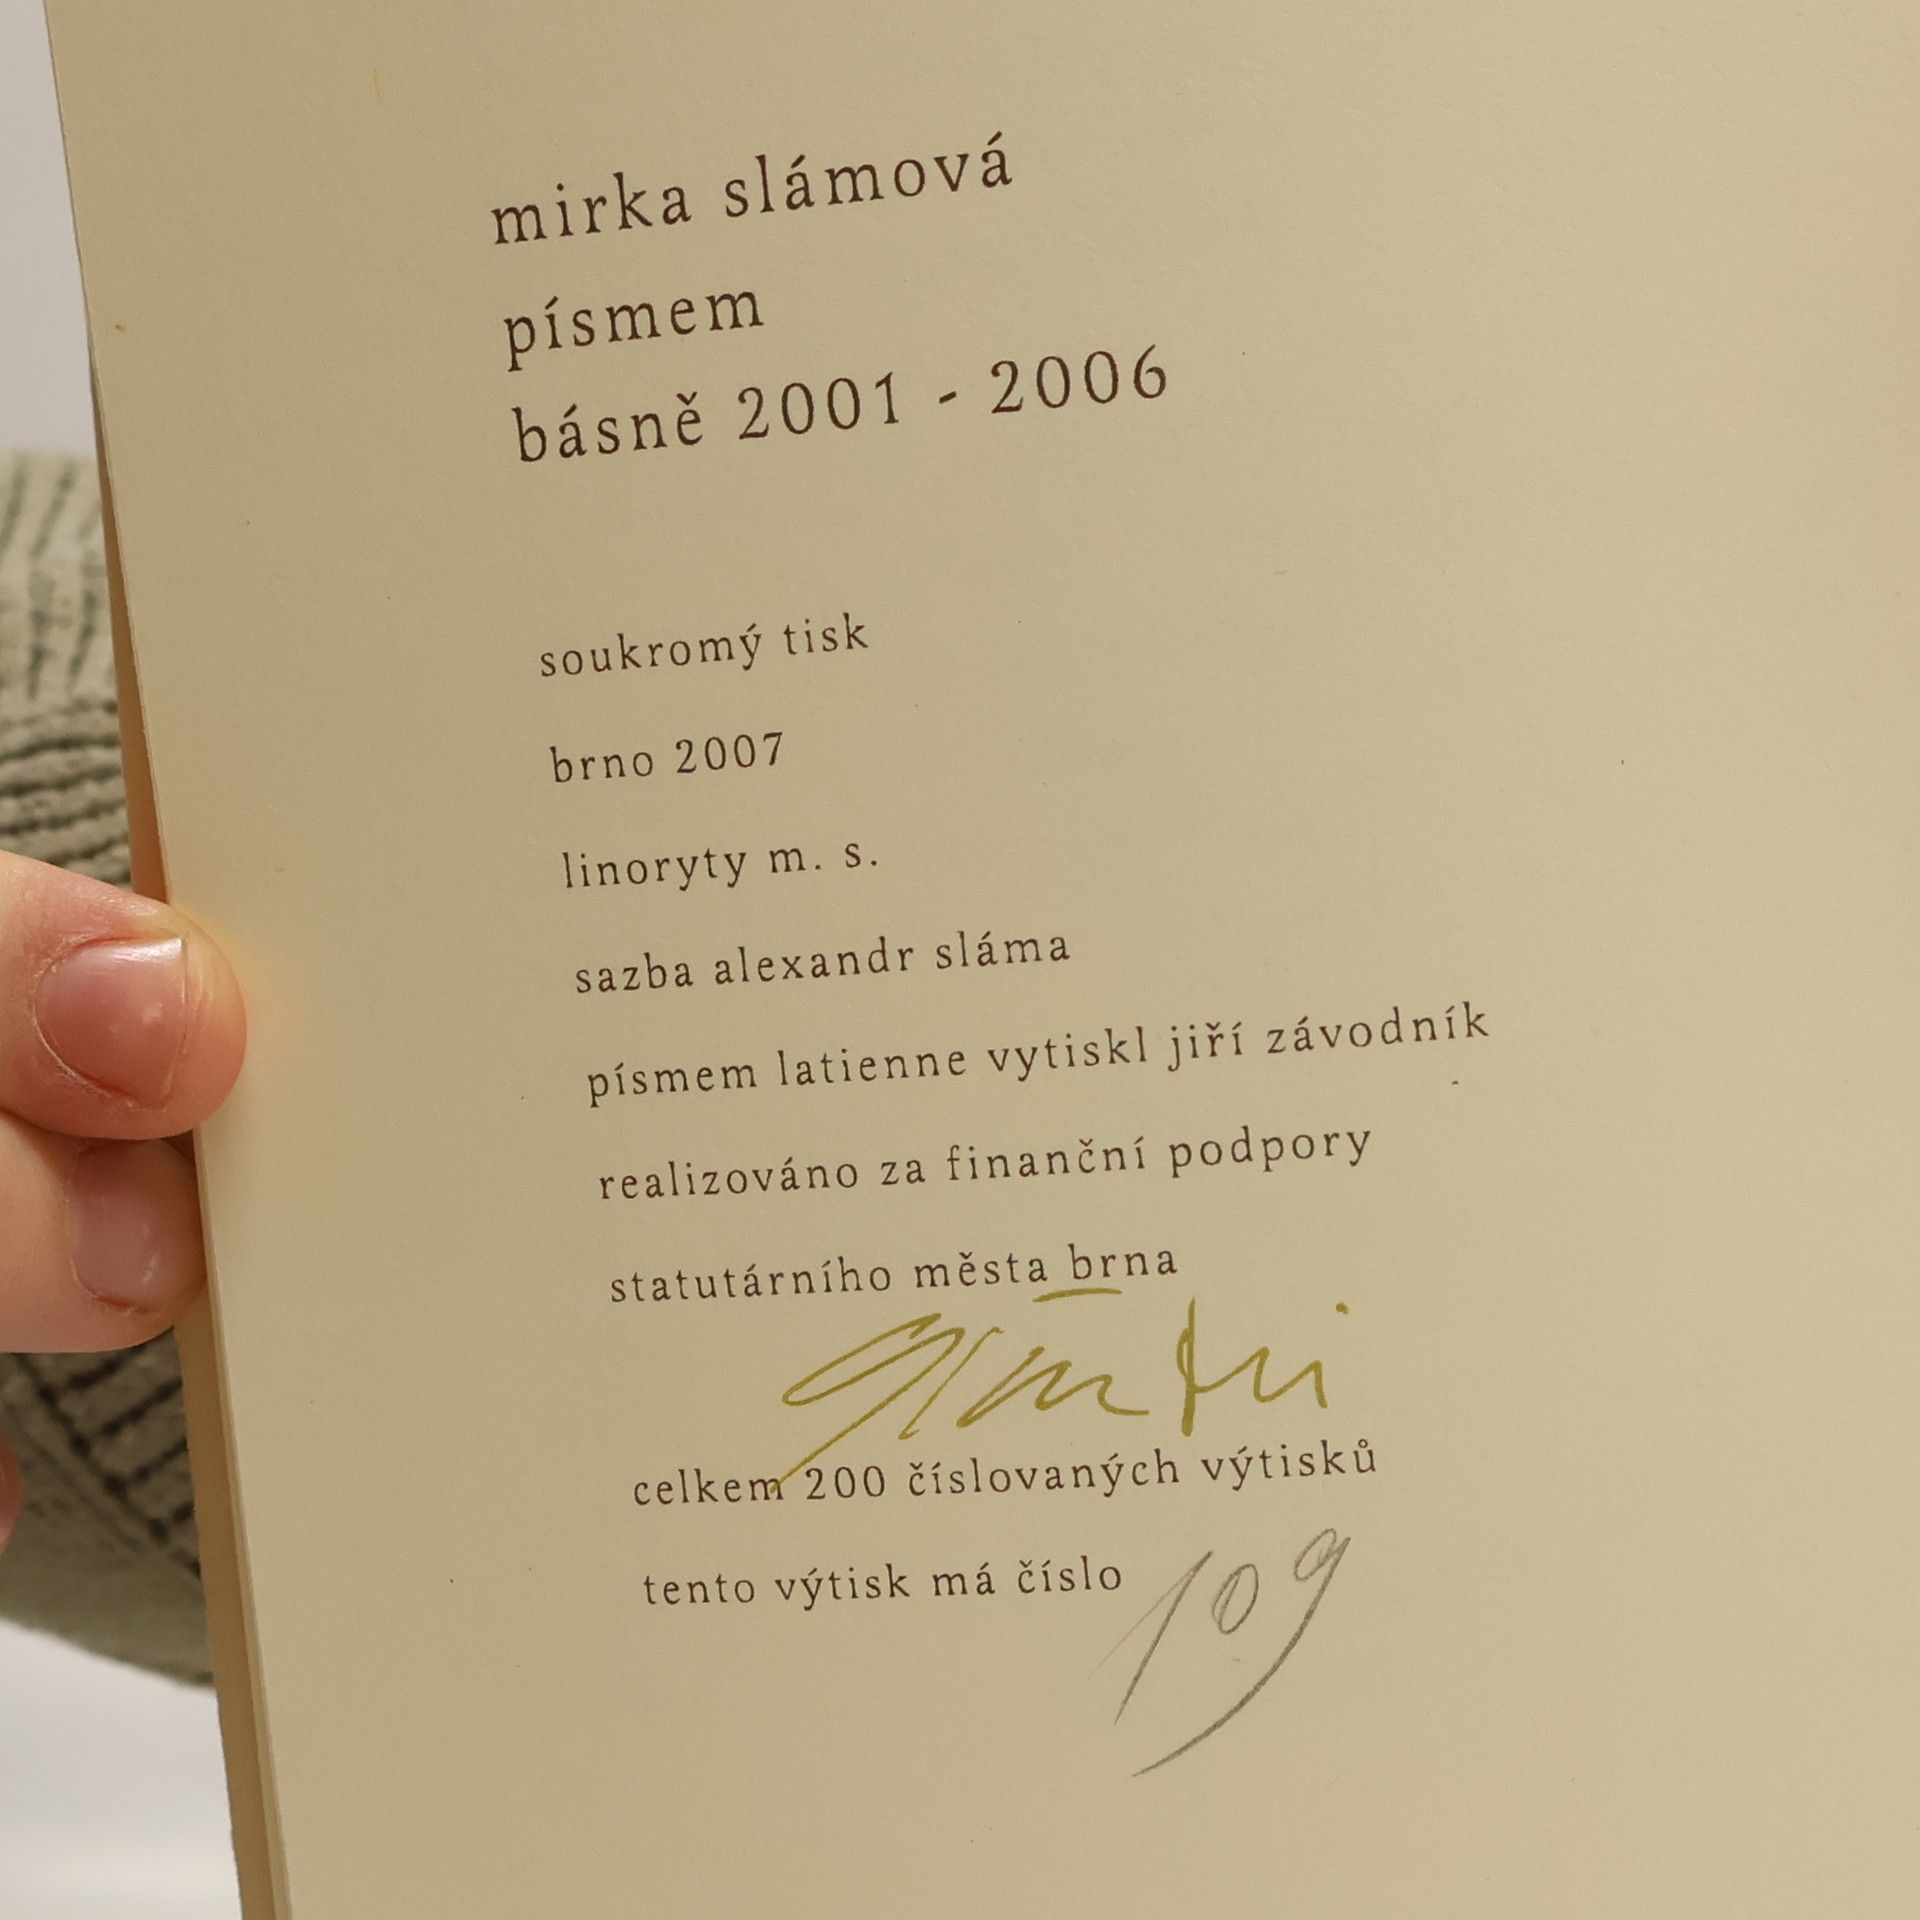 mirka slámová
písmem
básně 2001 - 2006
soukromý tisk
brno 2007
linoryty m. s.
sazba alexandr sláma
písmem latienne vytiskl jiří závodník
realizováno za finanční podpory
statutárního města brna
celkem 200 číslovaných výtisků
tento výtisk má číslo 109